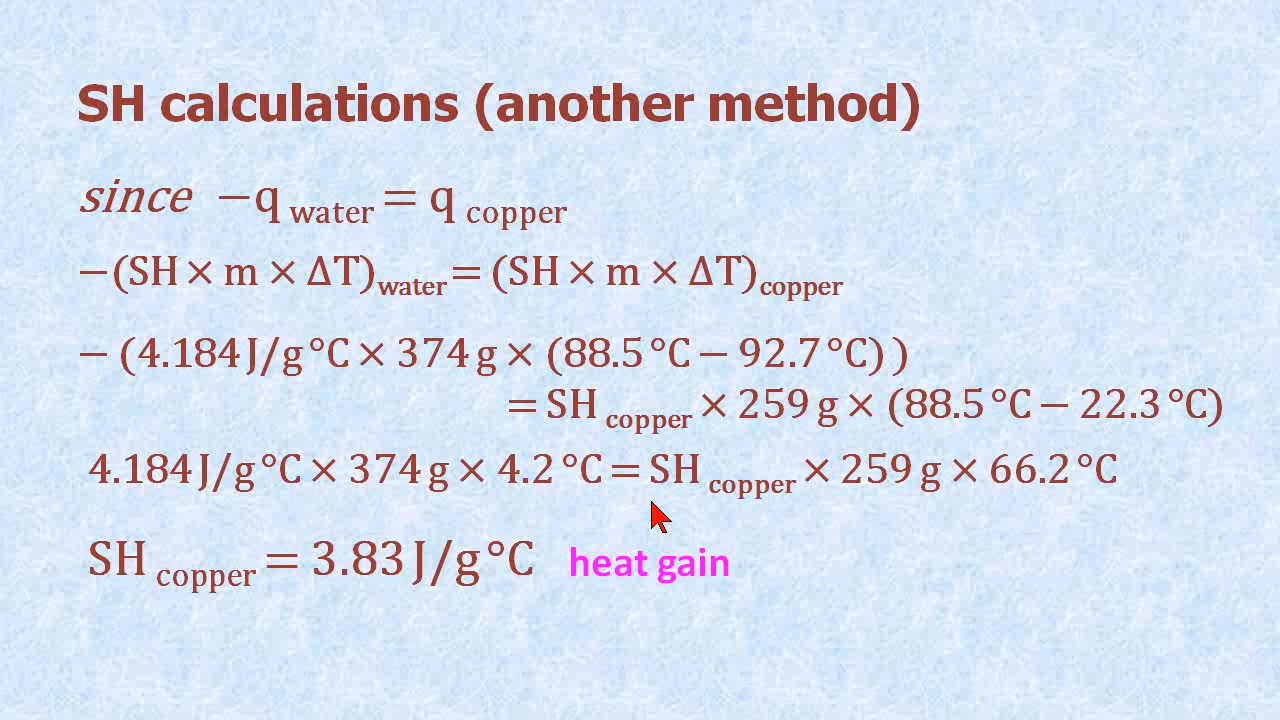 SH calculations (another method)
since −q water = q copper
−(SH × m × ΔT)water = (SH × m × ΔT)copper
− (4.184 J/g °C × 374 g × (88.5 °C − 92.7 °C) )
= SH copper × 259 g × (88.5 °C − 22.3 °C)
4.184 J/g °C × 374 g × 4.2 °C = SH copper × 259 g × 66.2 °C
SH copper = 3.83 J/g °C heat gain